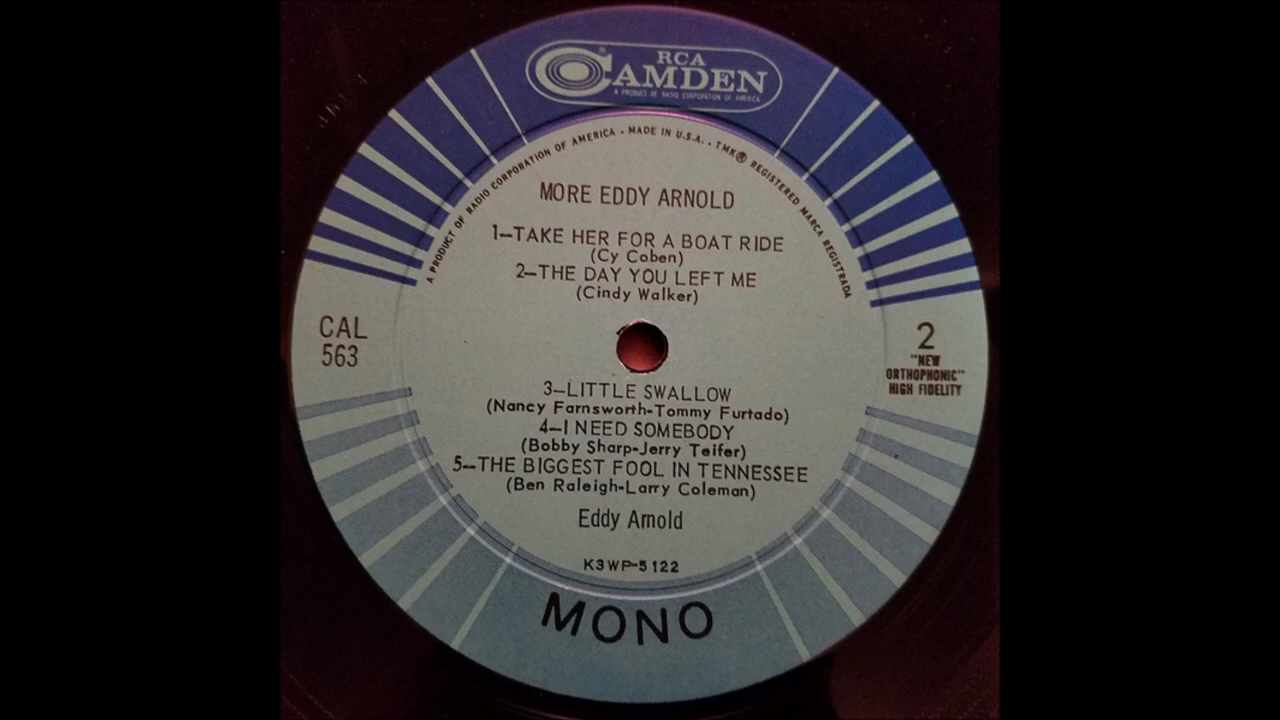 RCA
CAMDEN
A PRODUCT OF RADIO CORPORATION OF AMERICA
A PRODUCT OF RADIO CORPORATION OF AMERICA • MADE IN U.S.A. • TMK® REGISTERED MARCA REGISTRADA
MORE EDDY ARNOLD
1—TAKE HER FOR A BOAT RIDE
(Cy Coben)
2—THE DAY YOU LEFT ME
(Cindy Walker)
CAL
563
2
"NEW
ORTHOPHONIC"
HIGH FIDELITY
3—LITTLE SWALLOW
(Nancy Farnsworth-Tommy Furtado)
4—I NEED SOMEBODY
(Bobby Sharp-Jerry Teifer)
5—THE BIGGEST FOOL IN TENNESSEE
(Ben Raleigh-Larry Coleman)
Eddy Arnold
K3WP-5122
MONO